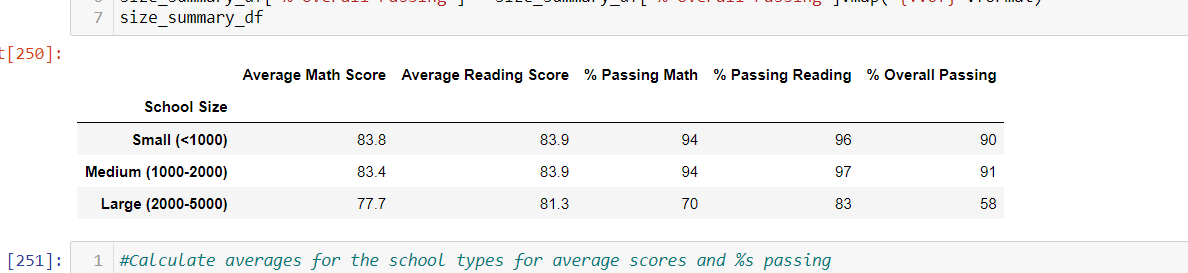 7 size_summary_df
t[250]:
Average Math Score Average Reading Score % Passing Math % Passing Reading % Overall Passing
School Size
Small (<1000) 83.8 83.9 94 96 90
Medium (1000-2000) 83.4 83.9 94 97 91
Large (2000-5000) 77.7 81.3 70 83 58
[251]: 1 #Calculate averages for the school types for average scores and %s passing